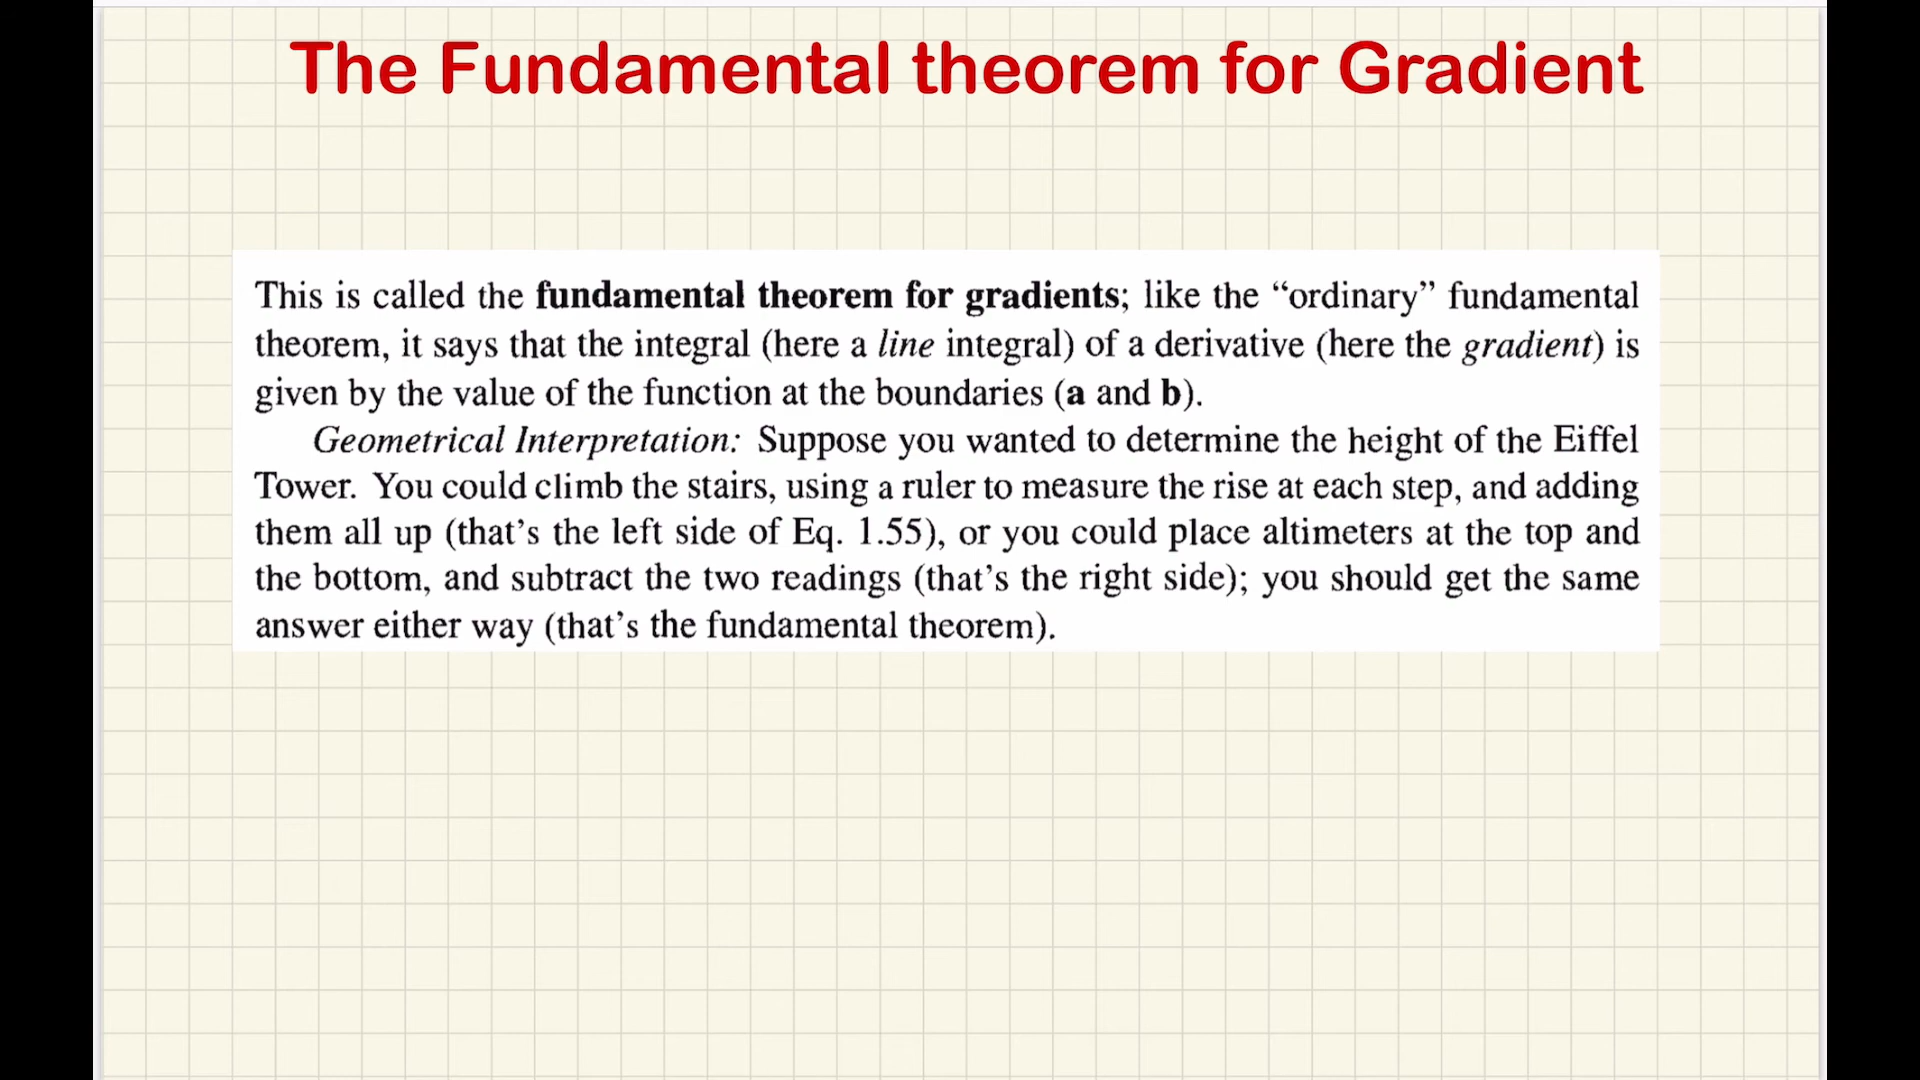 The Fundamental theorem for Gradient
This is called the fundamental theorem for gradients; like the “ordinary” fundamental
theorem, it says that the integral (here a line integral) of a derivative (here the gradient) is
given by the value of the function at the boundaries (a and b).
Geometrical Interpretation: Suppose you wanted to determine the height of the Eiffel
Tower. You could climb the stairs, using a ruler to measure the rise at each step, and adding
them all up (that’s the left side of Eq. 1.55), or you could place altimeters at the top and
the bottom, and subtract the two readings (that’s the right side); you should get the same
answer either way (that’s the fundamental theorem).